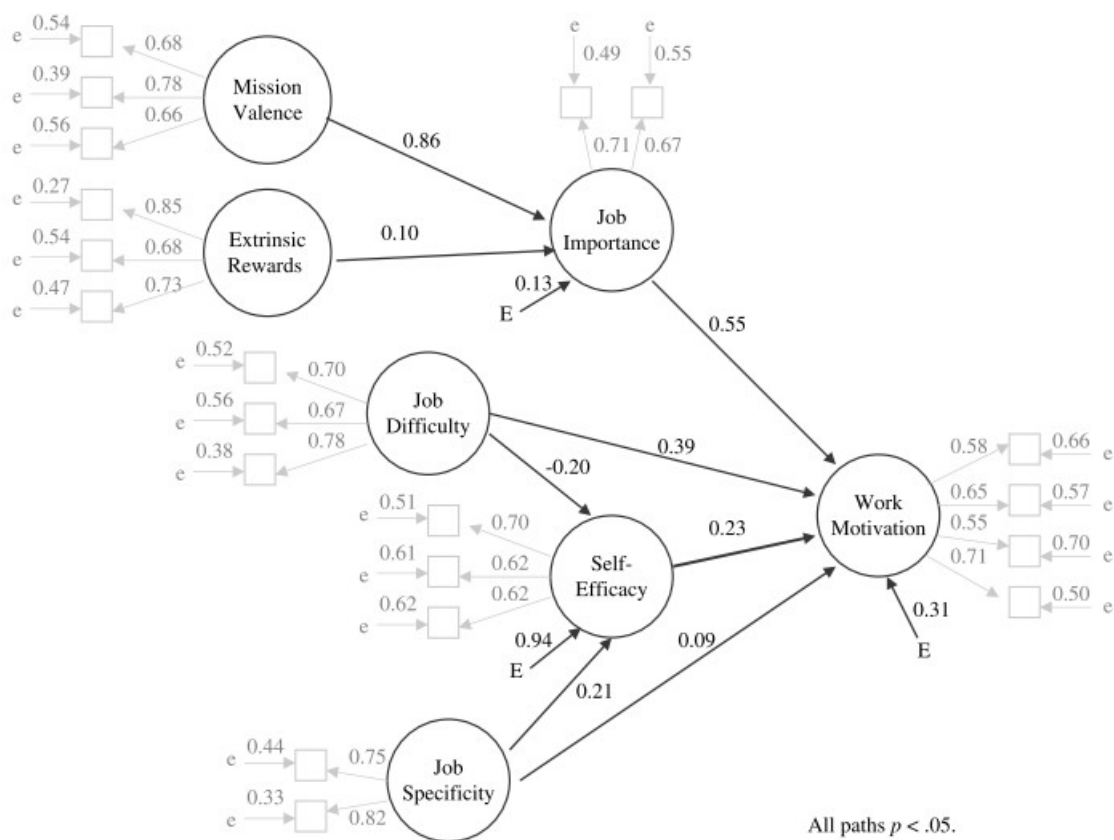 e 0.54
0.68
e 0.39
0.78
e 0.56
0.66
Mission
Valence
e 0.27
0.85
e 0.54
0.68
e 0.47
0.73
Extrinsic
Rewards
0.86
0.10
e e
0.49 0.55
0.71 0.67
Job
Importance
0.13
E
0.55
e 0.52
0.70
e 0.56
0.67
e 0.38
0.78
Job
Difficulty
0.39
-0.20
e 0.51
0.70
e 0.61
0.62
e 0.62
0.62
Self-
Efficacy
0.94
E
0.23
0.21
0.09
Work
Motivation
0.58 0.66 e
0.65 0.57 e
0.55 0.70 e
0.71 0.50 e
0.31
E
e 0.44
0.75
e 0.33
0.82
Job
Specificity
All paths p < .05.